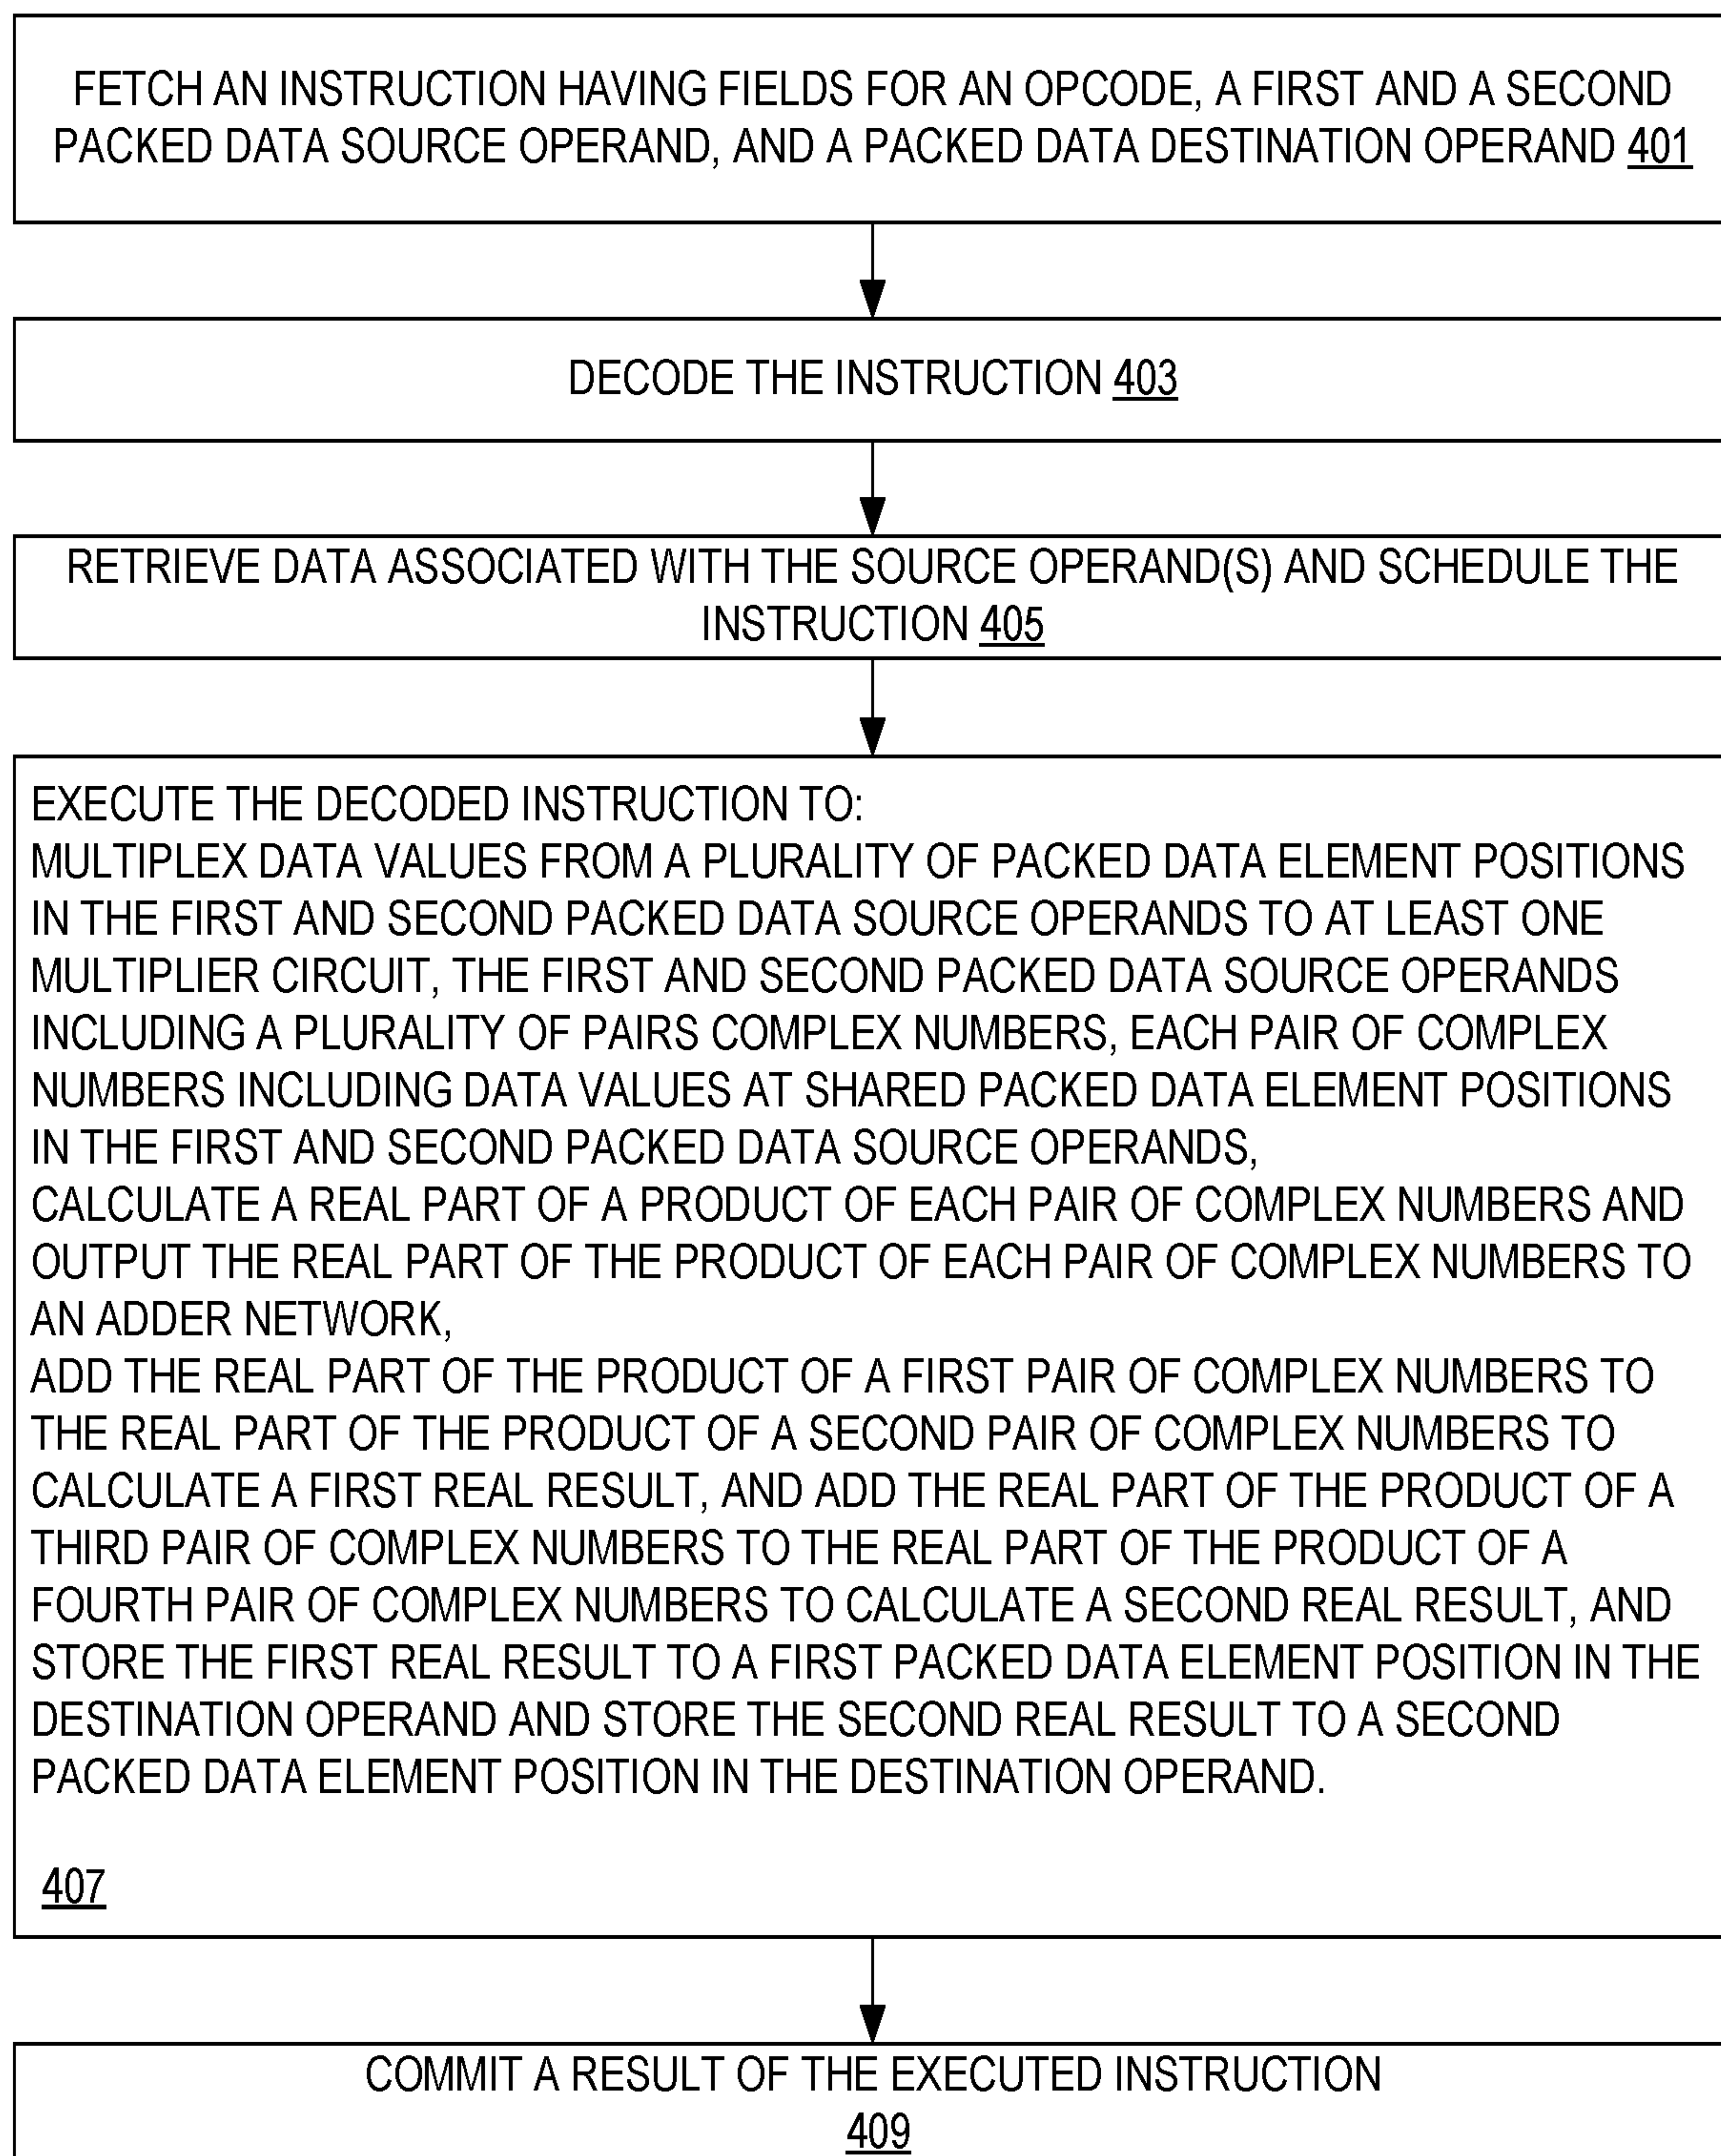 FETCH AN INSTRUCTION HAVING FIELDS FOR AN OPCODE, A FIRST AND A SECOND
PACKED DATA SOURCE OPERAND, AND A PACKED DATA DESTINATION OPERAND 401
DECODE THE INSTRUCTION 403
RETRIEVE DATA ASSOCIATED WITH THE SOURCE OPERAND(S) AND SCHEDULE THE
INSTRUCTION 405
EXECUTE THE DECODED INSTRUCTION TO:
MULTIPLEX DATA VALUES FROM A PLURALITY OF PACKED DATA ELEMENT POSITIONS
IN THE FIRST AND SECOND PACKED DATA SOURCE OPERANDS TO AT LEAST ONE
MULTIPLIER CIRCUIT, THE FIRST AND SECOND PACKED DATA SOURCE OPERANDS
INCLUDING A PLURALITY OF PAIRS COMPLEX NUMBERS, EACH PAIR OF COMPLEX
NUMBERS INCLUDING DATA VALUES AT SHARED PACKED DATA ELEMENT POSITIONS
IN THE FIRST AND SECOND PACKED DATA SOURCE OPERANDS,
CALCULATE A REAL PART OF A PRODUCT OF EACH PAIR OF COMPLEX NUMBERS AND
OUTPUT THE REAL PART OF THE PRODUCT OF EACH PAIR OF COMPLEX NUMBERS TO
AN ADDER NETWORK,
ADD THE REAL PART OF THE PRODUCT OF A FIRST PAIR OF COMPLEX NUMBERS TO
THE REAL PART OF THE PRODUCT OF A SECOND PAIR OF COMPLEX NUMBERS TO
CALCULATE A FIRST REAL RESULT, AND ADD THE REAL PART OF THE PRODUCT OF A
THIRD PAIR OF COMPLEX NUMBERS TO THE REAL PART OF THE PRODUCT OF A
FOURTH PAIR OF COMPLEX NUMBERS TO CALCULATE A SECOND REAL RESULT, AND
STORE THE FIRST REAL RESULT TO A FIRST PACKED DATA ELEMENT POSITION IN THE
DESTINATION OPERAND AND STORE THE SECOND REAL RESULT TO A SECOND
PACKED DATA ELEMENT POSITION IN THE DESTINATION OPERAND.
407
COMMIT A RESULT OF THE EXECUTED INSTRUCTION
409